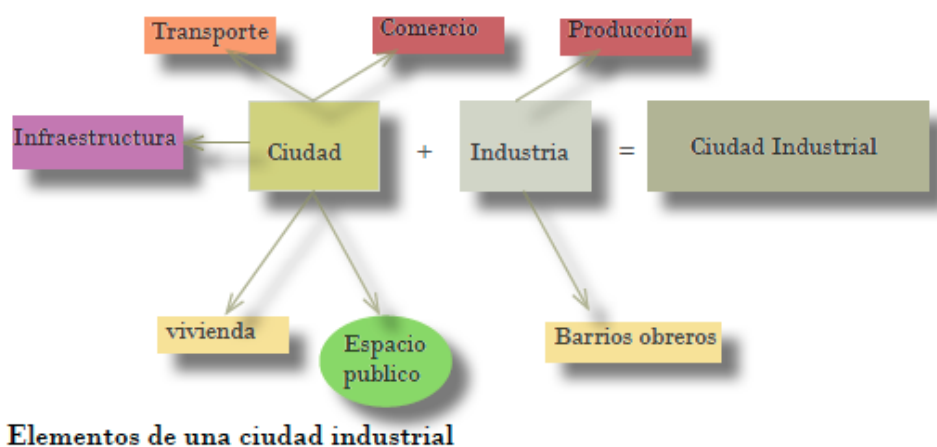 Transporte
Comercio
Producción
Infraestructura
Ciudad
+
Industria
=
Ciudad Industrial
vivienda
Espacio
publico
Barrios obreros
Elementos de una ciudad industrial